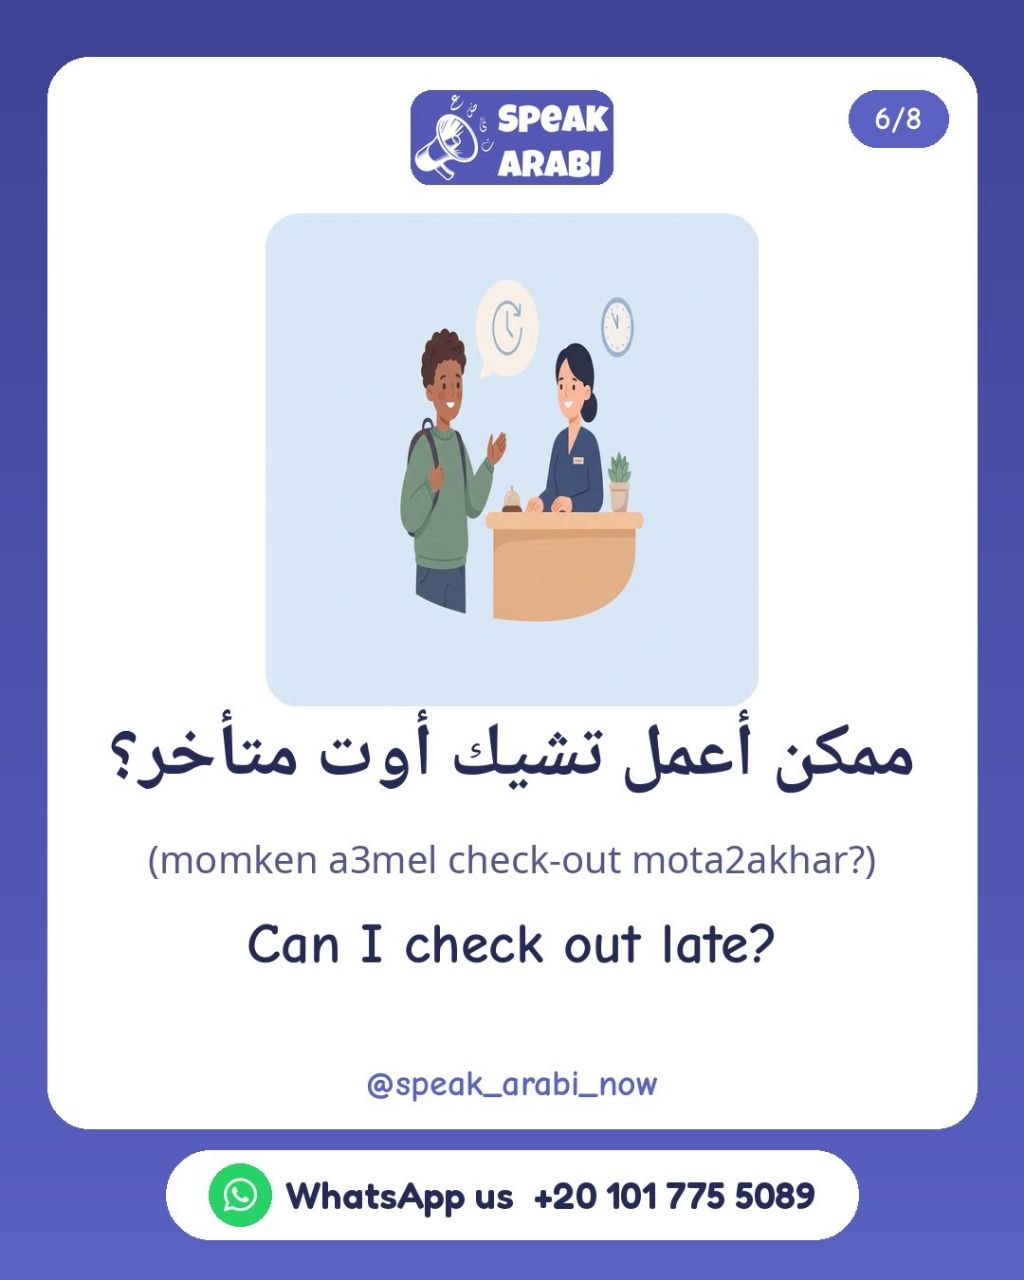 SPEAK
ARABI
6/8
ممكن أعمل تشيك أوت متأخر؟
(momken a3mel check-out mota2akhar?)
Can I check out late?
@speak_arabi_now
WhatsApp us +20 101 775 5089